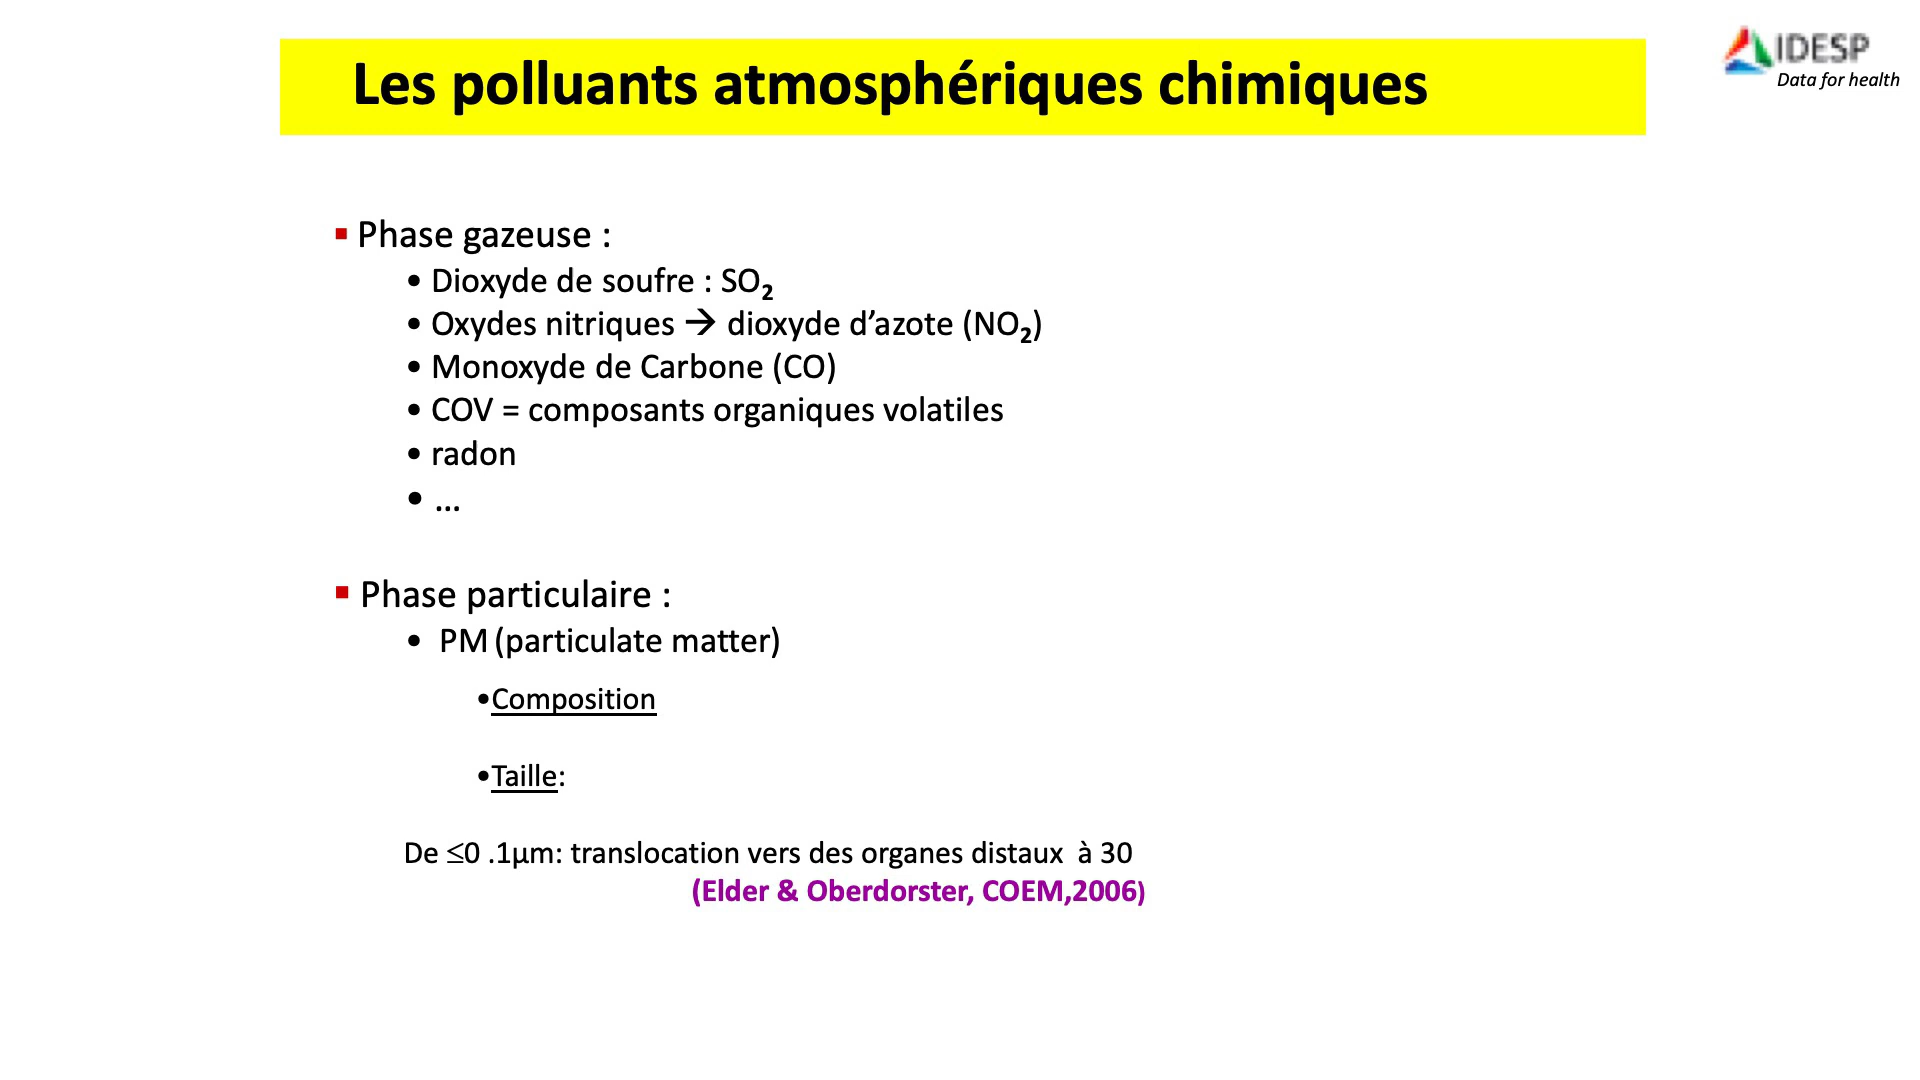 Les polluants atmosphériques chimiques
IDESP
Data for health
▪ Phase gazeuse :
• Dioxyde de soufre : SO₂
• Oxydes nitriques → dioxyde d’azote (NO₂)
• Monoxyde de Carbone (CO)
• COV = composants organiques volatiles
• radon
• ...
▪ Phase particulaire :
• PM (particulate matter)
•Composition
•Taille:
De ≤0 .1µm: translocation vers des organes distaux à 30
(Elder & Oberdorster, COEM,2006)